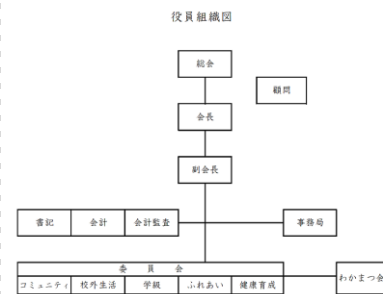 役員組織図
総会
顧問
会長
副会長
書記 会計 会計監査 事務局
委員会
コミュニティ 校外生活 学級 ふれあい 健康育成 わかまつ会